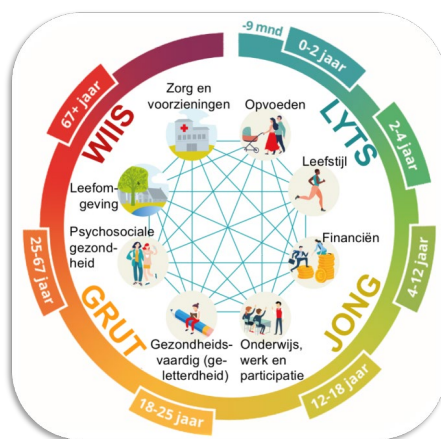 -9 mnd
0-2 jaar
2-4 jaar
4-12 jaar
12-18 jaar
18-25 jaar
25-67 jaar
67+ jaar
LYTS
JONG
GRUT
WIIS
Zorg en
voorzieningen
Opvoeden
Leefstijl
Financiën
Onderwijs,
werk en
participatie
Gezondheids-
vaardig (ge-
letterdheid)
Psychosociale
gezond-
heid
Leefom-
geving